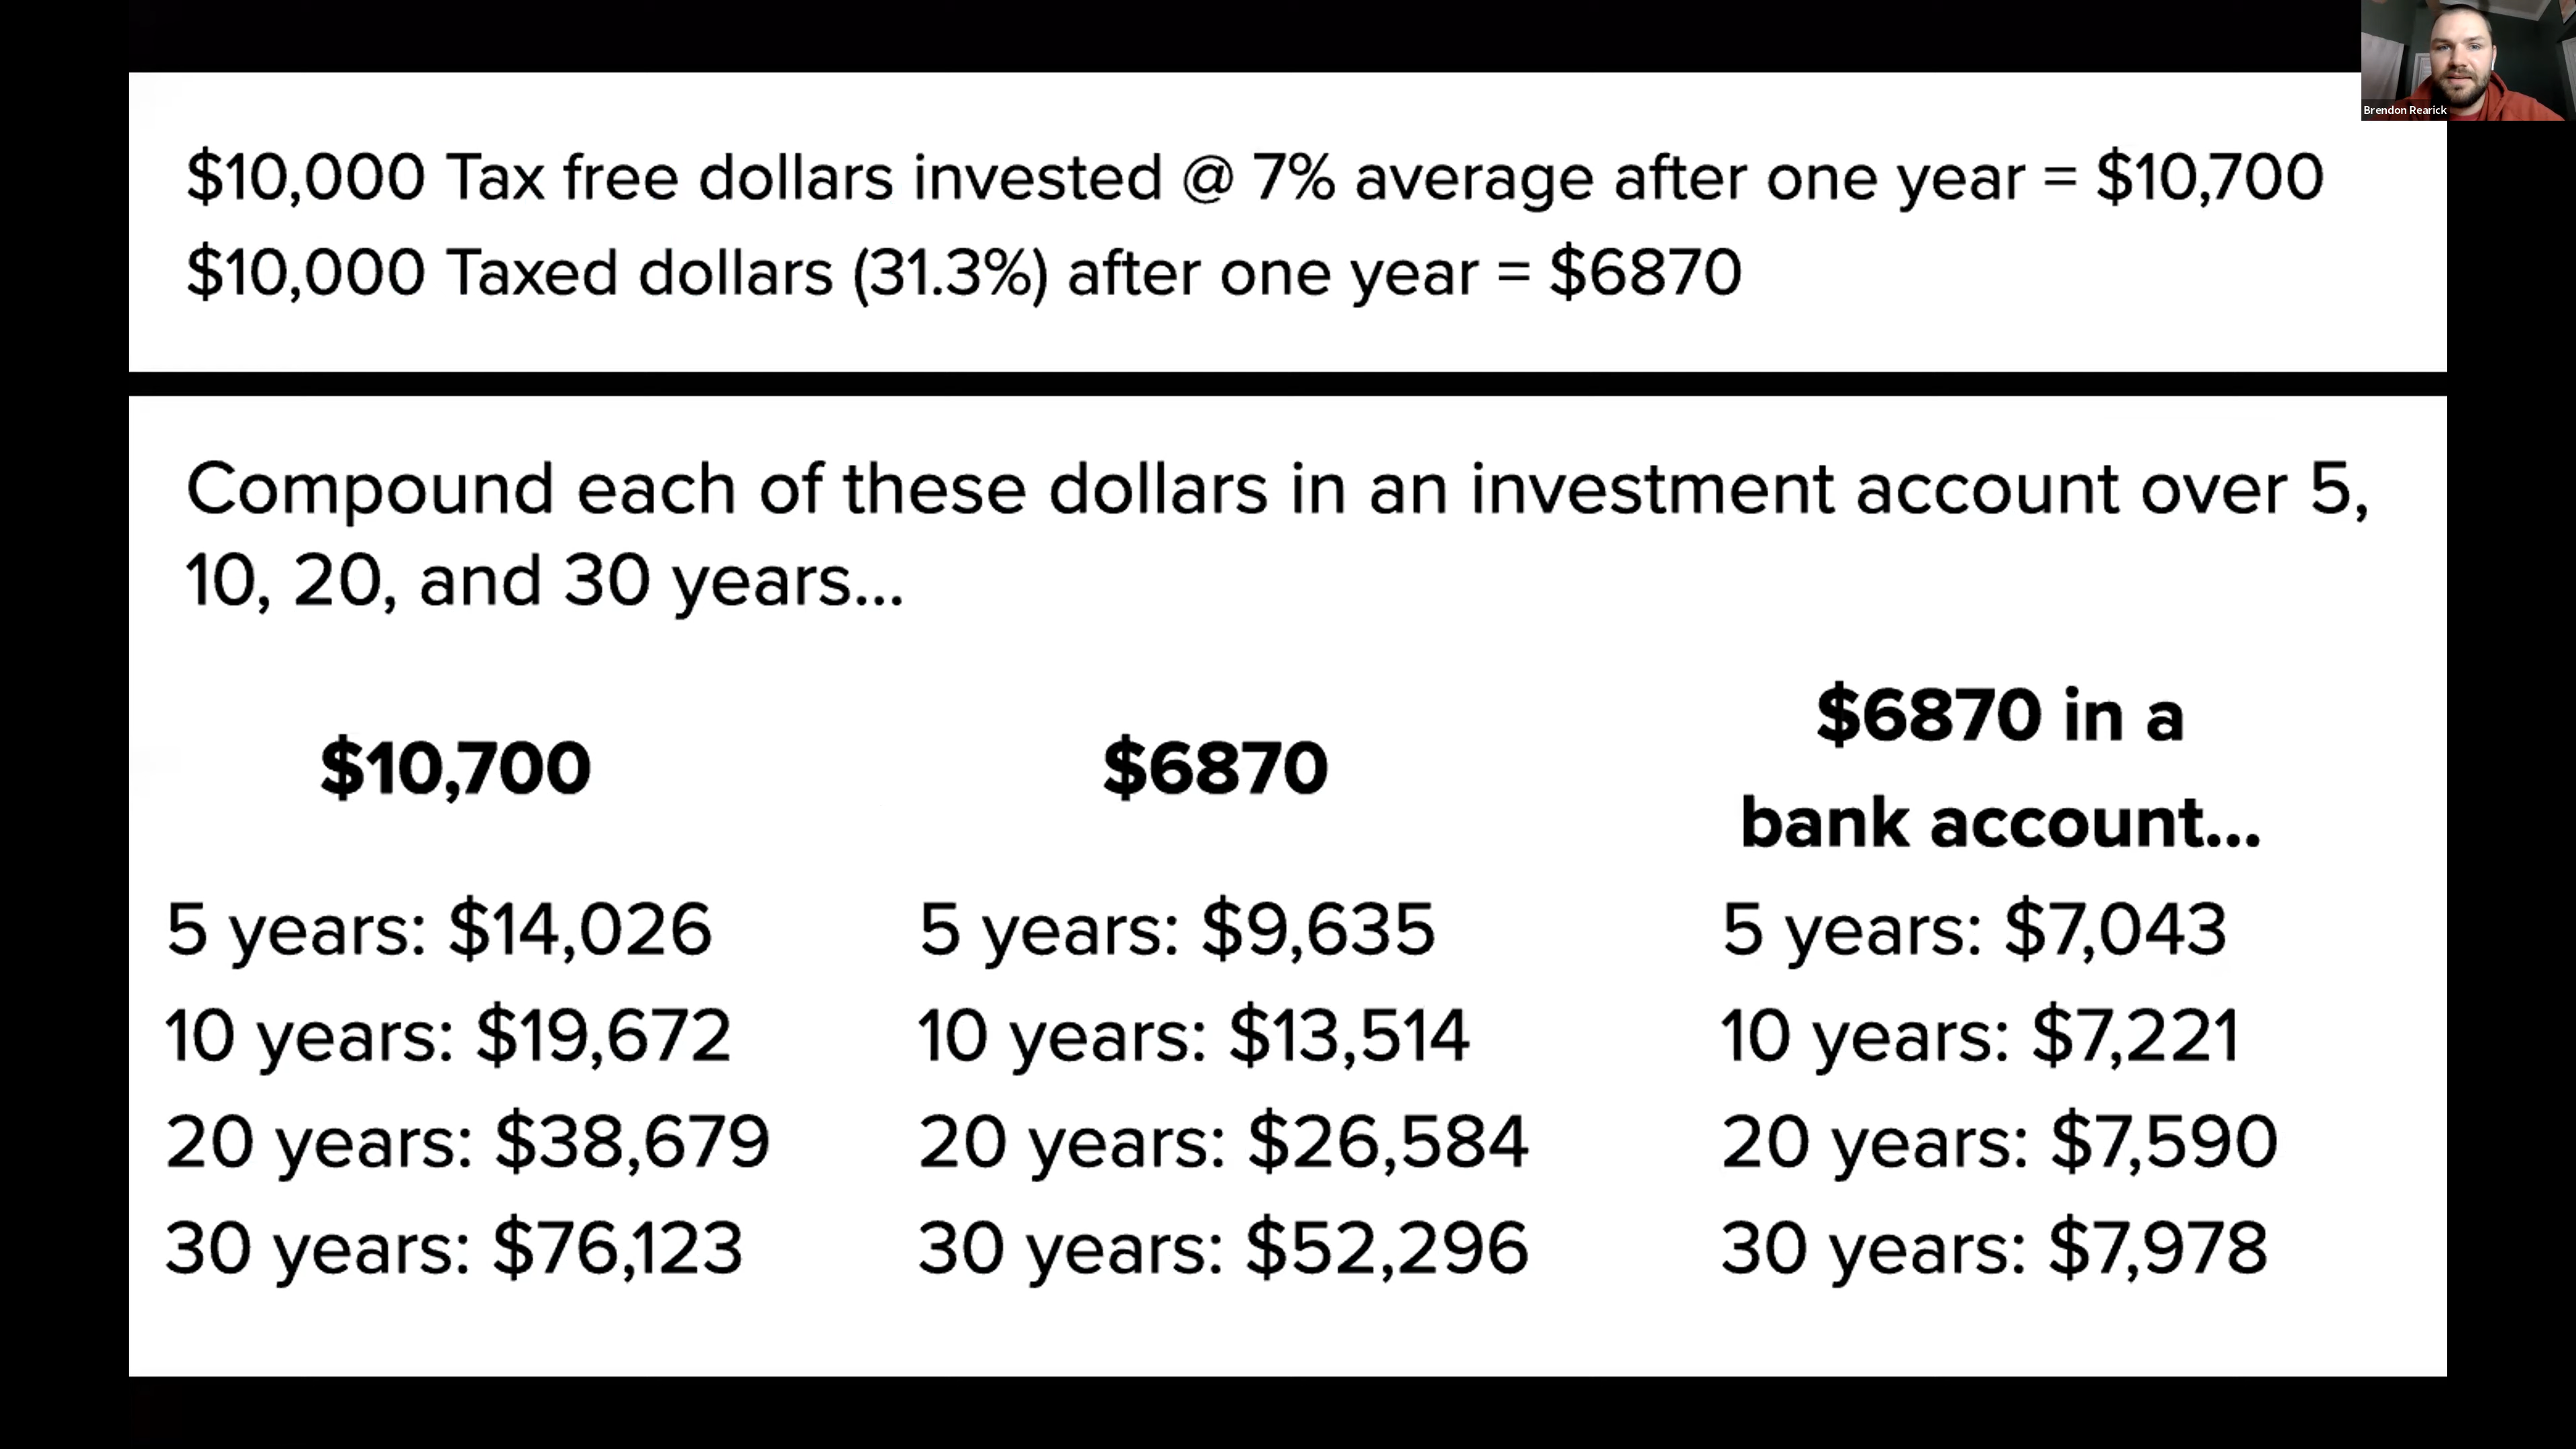 Brendon Rearick
$10,000 Tax free dollars invested @ 7% average after one year = $10,700
$10,000 Taxed dollars (31.3%) after one year = $6870
Compound each of these dollars in an investment account over 5,
10, 20, and 30 years...
$10,700
5 years: $14,026
10 years: $19,672
20 years: $38,679
30 years: $76,123
$6870
5 years: $9,635
10 years: $13,514
20 years: $26,584
30 years: $52,296
$6870 in a
bank account...
5 years: $7,043
10 years: $7,221
20 years: $7,590
30 years: $7,978